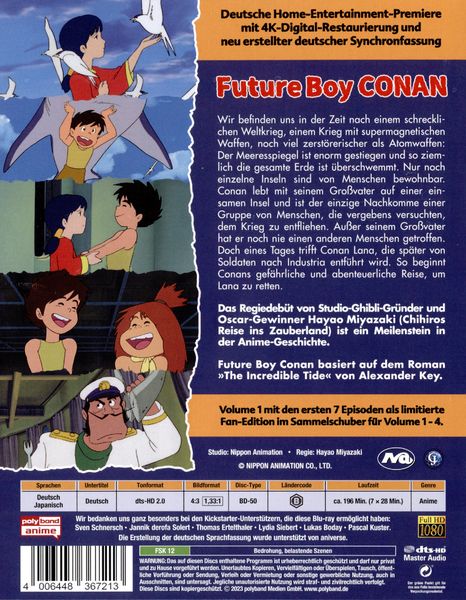 Deutsche Home-Entertainment-Premiere
mit 4K-Digital-Restaurierung und
neu erstellter deutscher Synchronfassung
Future Boy CONAN
Wir befinden uns in der Zeit nach einem schreckli-
chen Weltkrieg, einem Krieg mit supermagnetischen
Waffen, noch viel zerstörerischer als Atomwaffen:
Der Meeresspiegel ist enorm gestiegen und so ziem-
lich die gesamte Erde ist überschwemmt. Nur noch
einzelne Inseln sind von Menschen bewohnbar.
Conan lebt mit seinem Großvater auf einer ein-
samen Insel und ist der einzige Nachkomme einer
Gruppe von Menschen, die vergebens versuchten,
dem Krieg zu entfliehen. Außer seinem Großvater
hat er noch nie einen anderen Menschen getroffen.
Doch eines Tages trifft Conan Lana, die später von
Soldaten nach Industria entführt wird. So beginnt
Conans gefährliche und abenteuerliche Reise, um
Lana zu retten.
Das Regiedebüt von Studio-Ghibli-Gründer und
Oscar-Gewinner Hayao Miyazaki (Chihiros
Reise ins Zauberland) ist ein Meilenstein in
der Anime-Geschichte.
Future Boy Conan basiert auf dem Roman
»The Incredible Tide« von Alexander Key.
Volume 1 mit den ersten 7 Episoden als limitierte
Fan-Edition im Sammelschuber für Volume 1 - 4.
Studio: Nippon Animation • Regie: Hayao Miyazaki
© NIPPON ANIMATION CO., LTD.
Sprachen Untertitel Tonformat Bildformat Disc-Type Ländercode Laufzeit Genre
Deutsch
Japanisch
Deutsch dts-HD 2.0 4:3 1,33:1 BD-50 B ca. 196 Min. (7 × 28 Min.) Anime
polyband
anime
Wir bedanken uns ganz besonders bei den Kickstarter-Unterstützern, die diese Blu-ray ermöglicht haben:
Sven Schnersch • Jannik derofa Solert • Thomas Ertelthaler • Lydia Siebert • Lukas Boday • Pascal Kuster.
Die Erstellung der deutschen Sprachfassung wurde unterstützt von aniverse.
Full HD
1080
dts-HD
Master Audio
FSK 12 Bedrohung, belastende Szenen
WARNUNG: Das auf diesen Discs enthaltene Programm ist urheberrechtlich geschützt und darf nur privat
und zu Hause vorgeführt werden. Unerlaubtes Kopieren, Vervielfältigen oder Überspielen, Tausch, öffentliche
Vorführung oder Sendung, Verleih, Vermietung oder sonstige gewerbliche Nutzung, auch in
Ausschnitten, sind untersagt. Jegliche missbräuchliche Nutzung wird straf- und zivilrechtlich verfolgt.
Diese Discs sind kopiergeschützt. © 2023 polyband Medien GmbH. Alle Rechte vorbehalten.
4 006448 367213